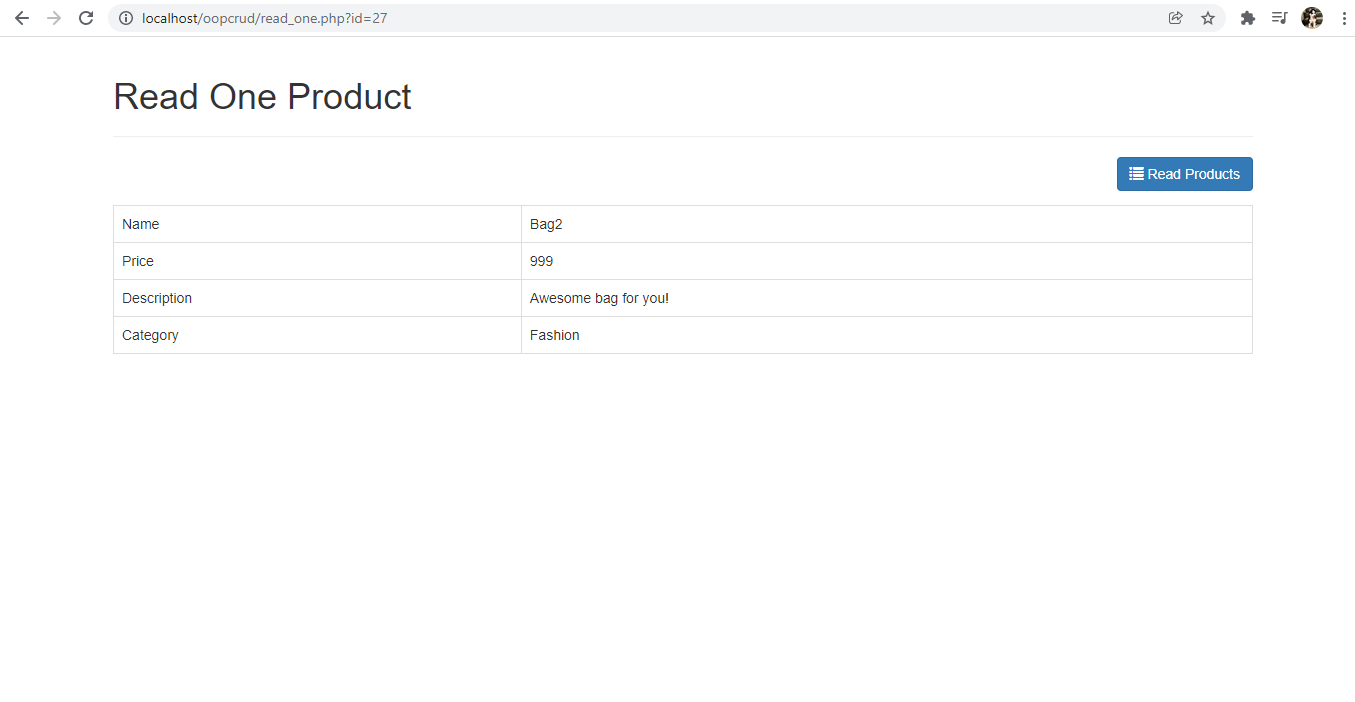 localhost/oopcrud/read_one.php?id=27
Read One Product
Read Products
Name Bag2
Price 999
Description Awesome bag for you!
Category Fashion